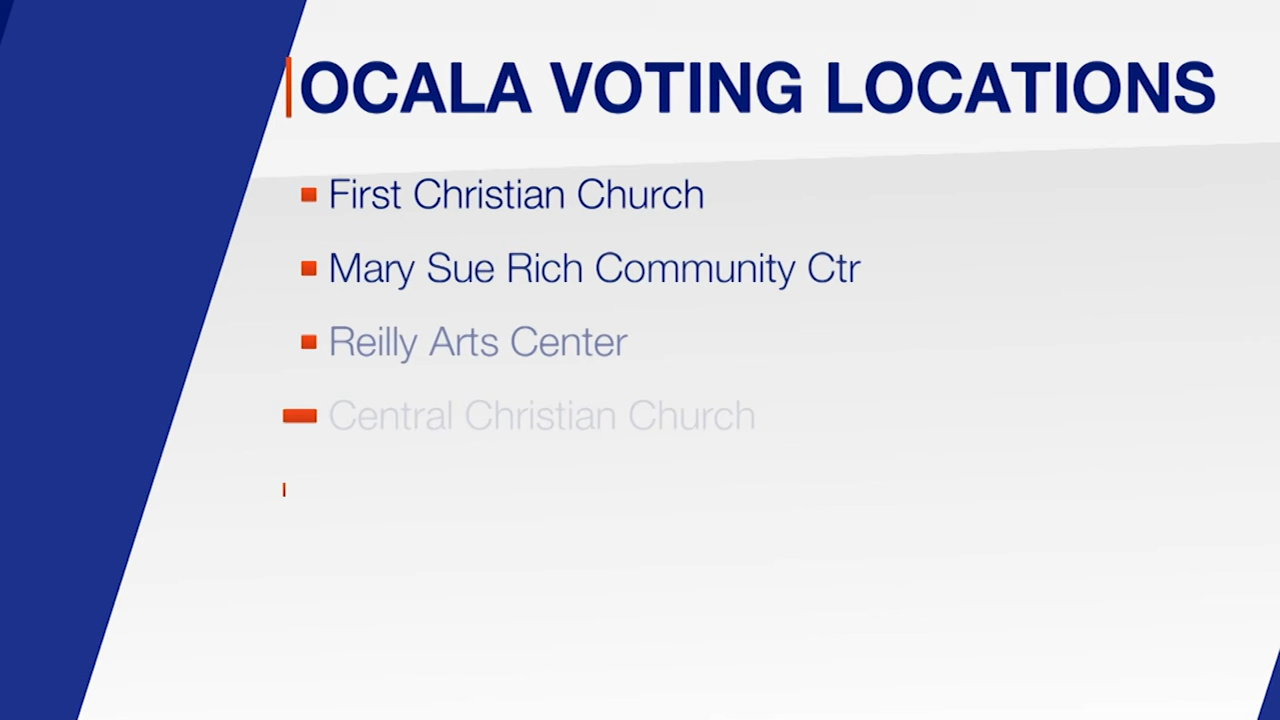 OCALA VOTING LOCATIONS
First Christian Church
Mary Sue Rich Community Ctr
Reilly Arts Center
Central Christian Church